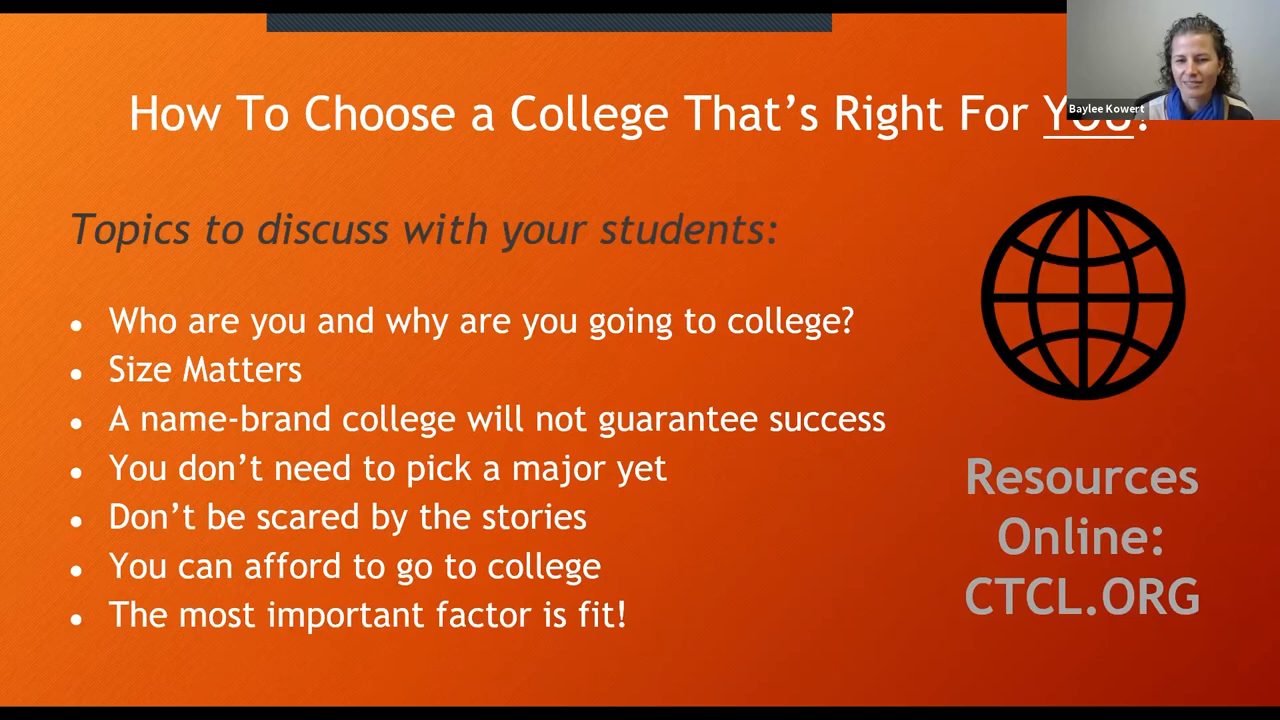 How To Choose a College That's Right For YOU!
Baylee Kowert
Topics to discuss with your students:
Who are you and why are you going to college?
Size Matters
A name-brand college will not guarantee success
You don't need to pick a major yet
Don't be scared by the stories
You can afford to go to college
The most important factor is fit!
Resources
Online:
CTCL.ORG